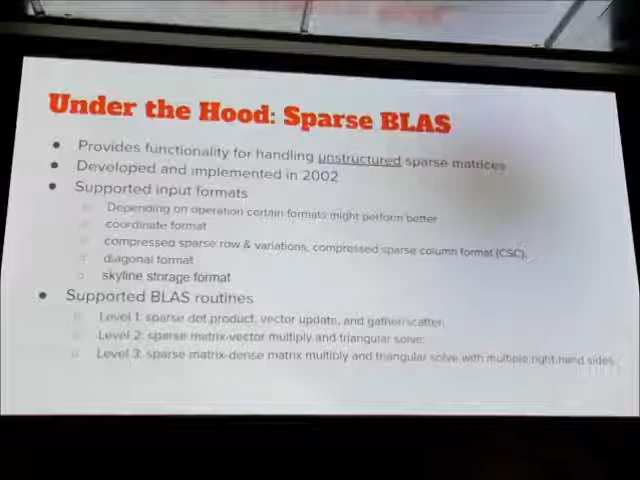 Under the Hood: Sparse BLAS
● Provides functionality for handling unstructured sparse matrices
● Developed and implemented in 2002
● Supported input formats
○ Depending on operation certain formats might perform better
○ coordinate format
○ compressed sparse row & variations, compressed sparse column format (CSC),
○ diagonal format
○ skyline storage format
● Supported BLAS routines
○ Level 1: sparse dot product, vector update, and gather/scatter;
○ Level 2: sparse matrix-vector multiply and triangular solve;
○ Level 3: sparse matrix-dense matrix multiply and triangular solve with multiple right-hand sides.